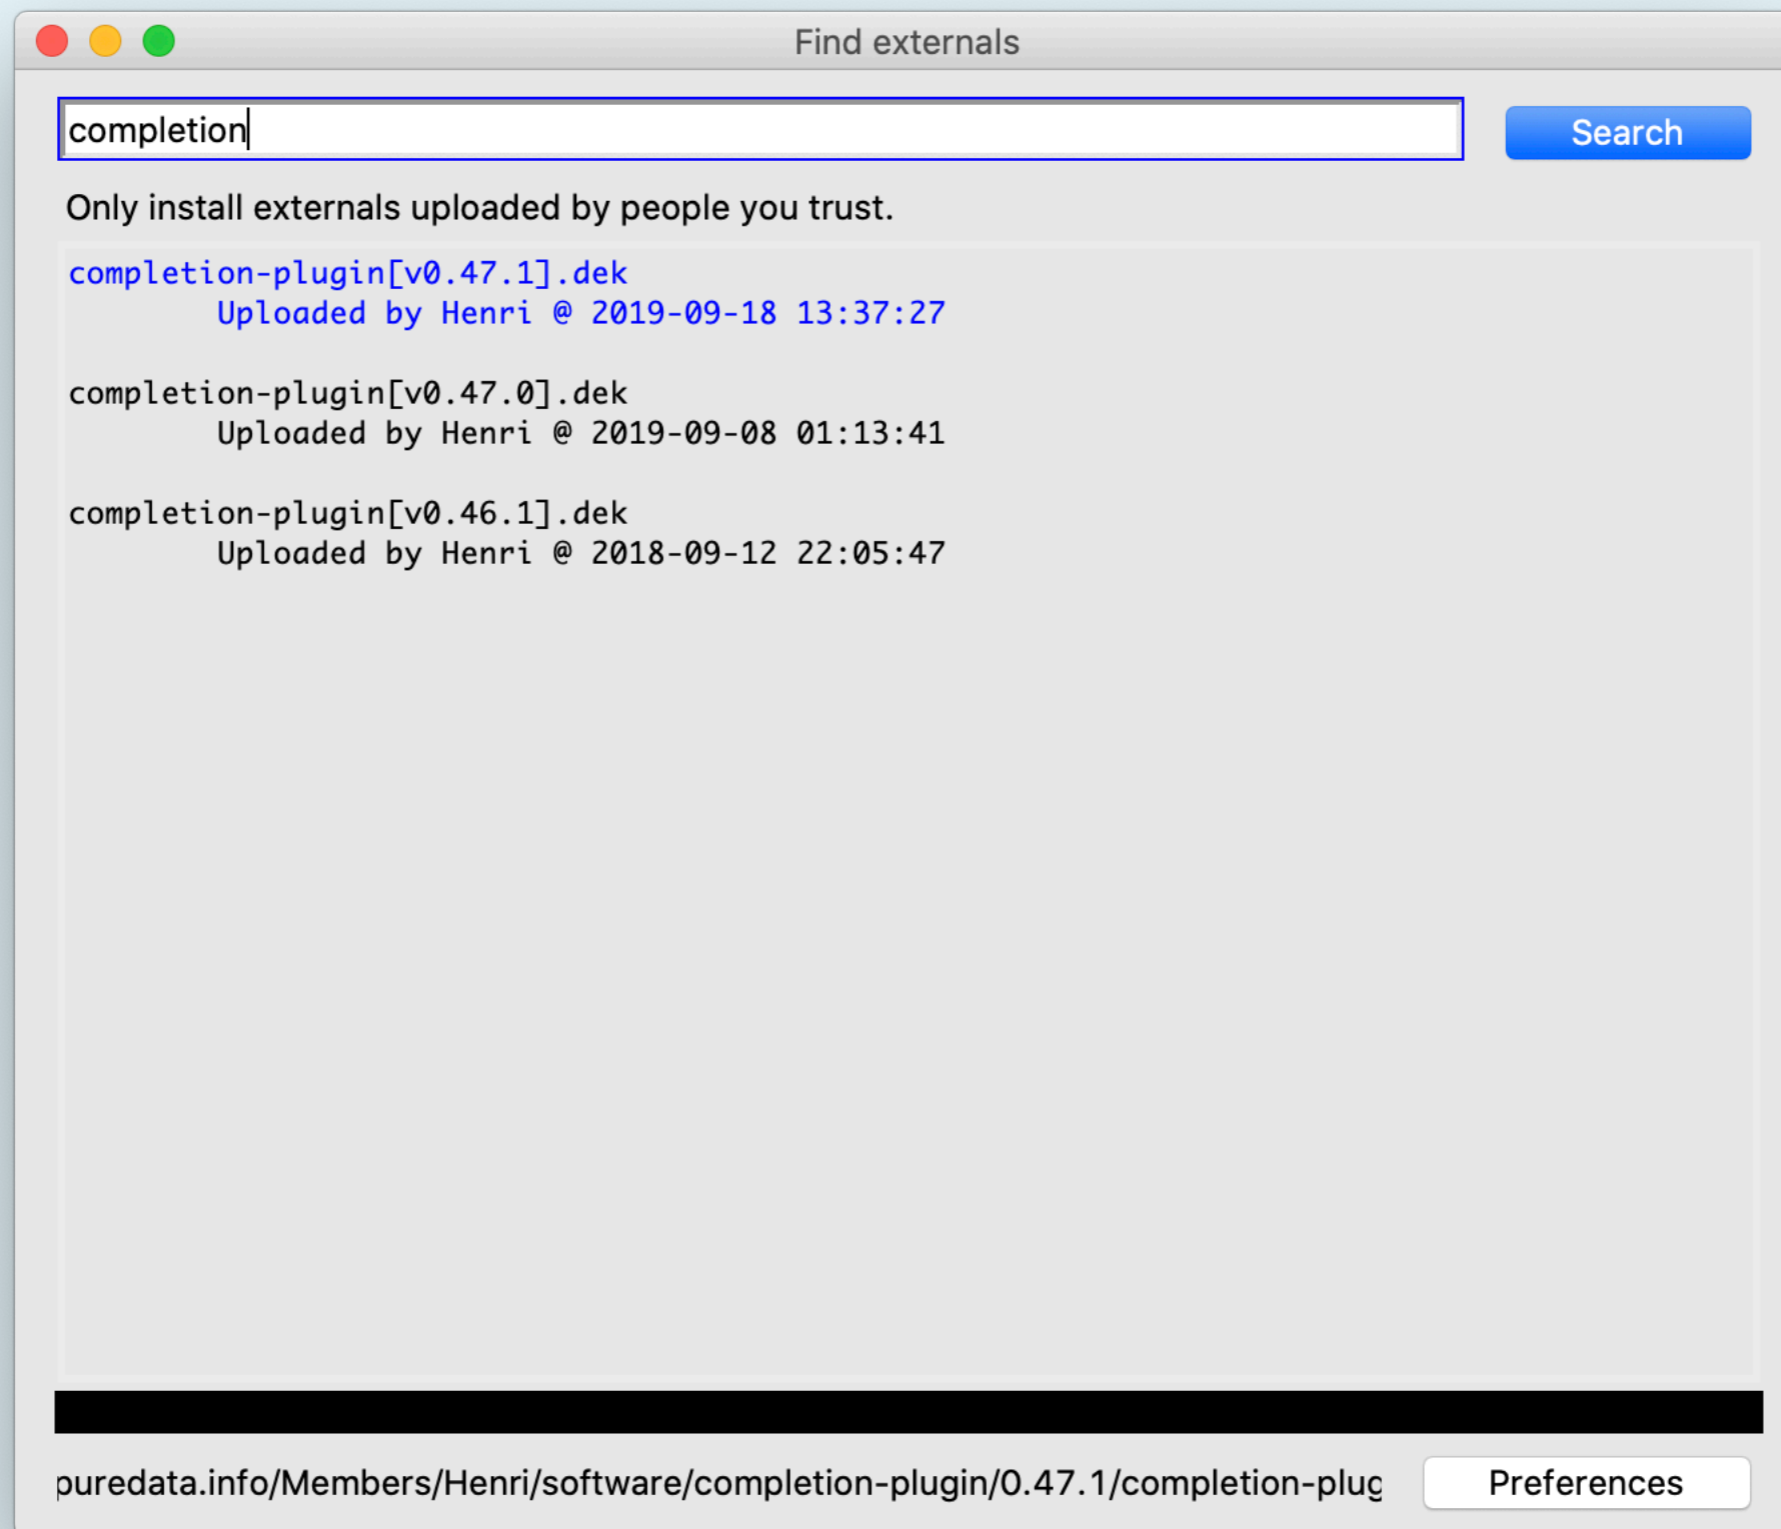 Find externals
completion
Search
Only install externals uploaded by people you trust.
completion-plugin[v0.47.1].dek
Uploaded by Henri @ 2019-09-18 13:37:27
completion-plugin[v0.47.0].dek
Uploaded by Henri @ 2019-09-08 01:13:41
completion-plugin[v0.46.1].dek
Uploaded by Henri @ 2018-09-12 22:05:47
puredata.info/Members/Henri/software/completion-plugin/0.47.1/completion-plug
Preferences